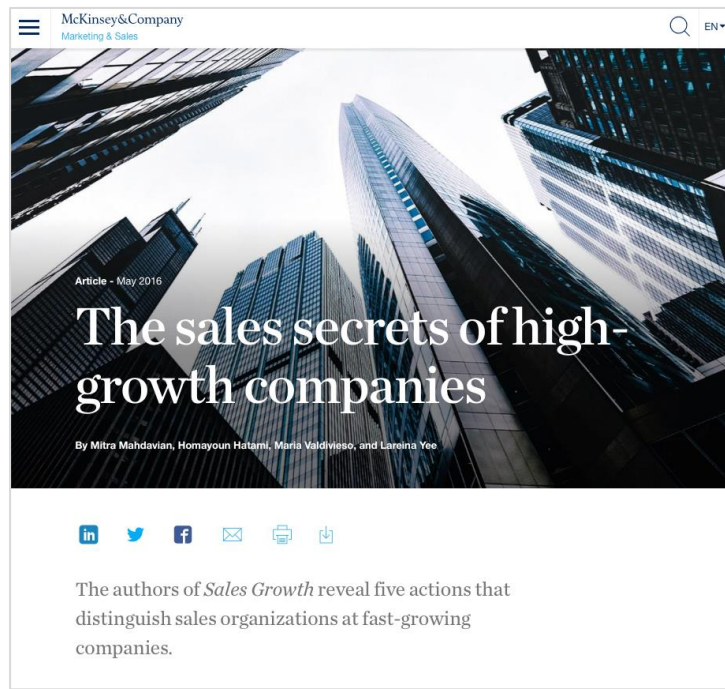 McKinsey&Company
Marketing & Sales
EN
Article - May 2016
The sales secrets of high-
growth companies
By Mitra Mahdavian, Homayoun Hatami, Maria Valdivieso, and Lareina Yee
in
The authors of Sales Growth reveal five actions that
distinguish sales organizations at fast-growing
companies.